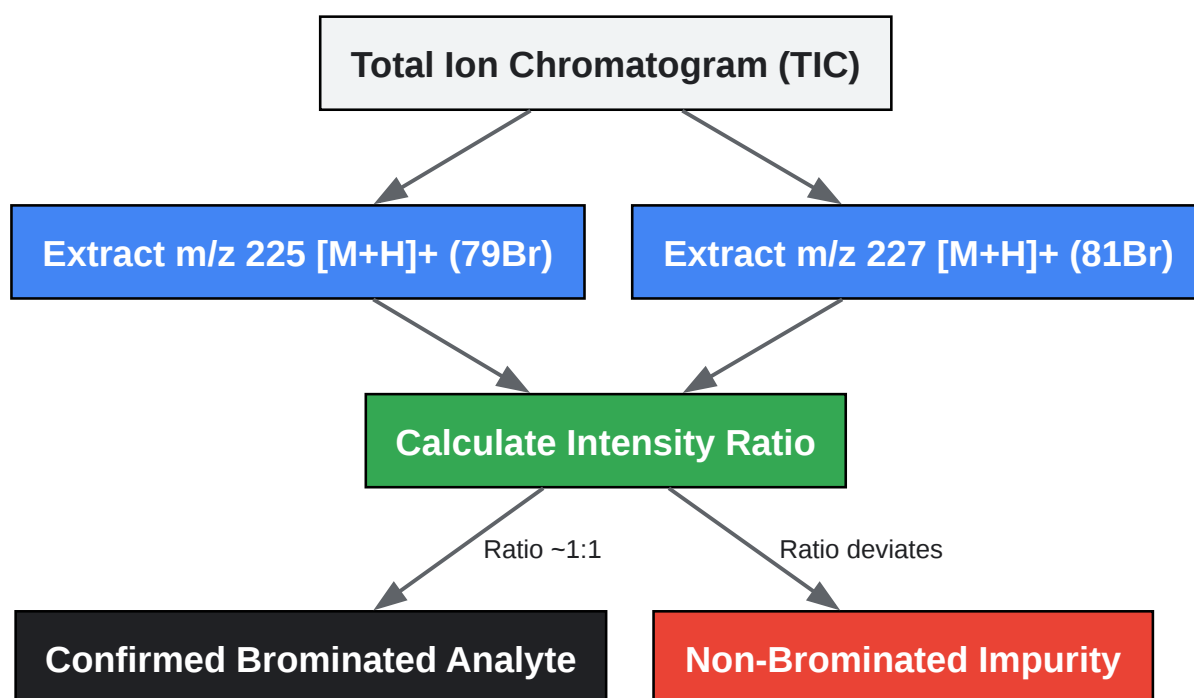 Total Ion Chromatogram (TIC)
Extract m/z 225 [M+H]+ (79Br)
Extract m/z 227 [M+H]+ (81Br)
Calculate Intensity Ratio
Ratio ~1:1
Ratio deviates
Confirmed Brominated Analyte
Non-Brominated Impurity